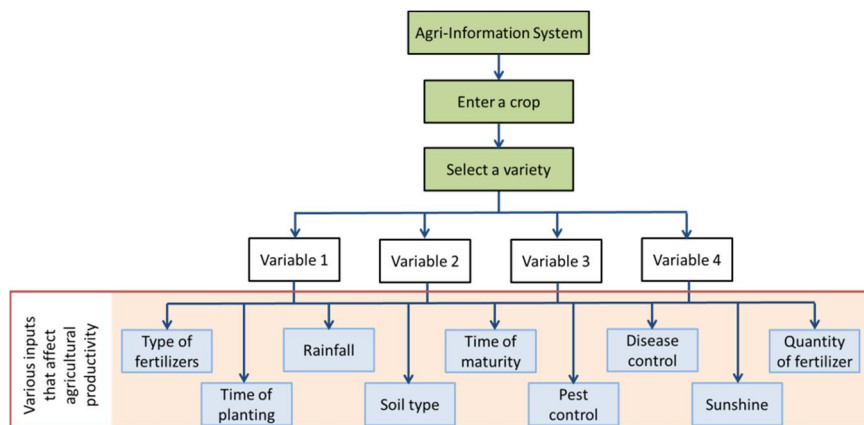 Agri-Information System
Enter a crop
Select a variety
Variable 1
Variable 2
Variable 3
Variable 4
Various inputs
that affect
agricultural
productivity
Type of
fertilizers
Rainfall
Time of
maturity
Disease
control
Quantity
of fertilizer
Time of
planting
Soil type
Pest
control
Sunshine